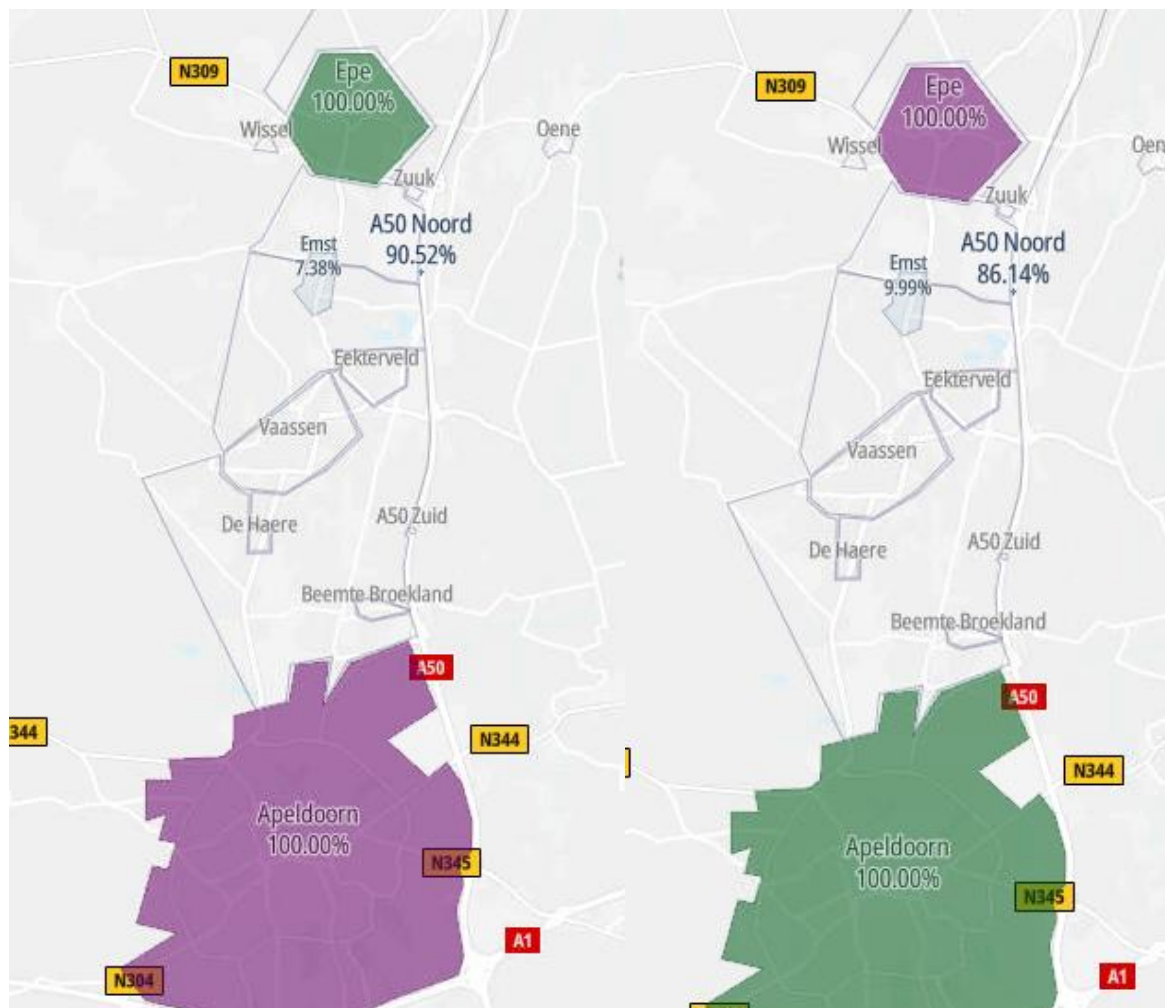 N309
Epe
100.00%
Wissel
Oene
Zuuk
A50 Noord
90.52%
Emst
7.38%
Eekterveld
Vaassen
De Haere
A50 Zuid
Beemte Broekland
A50
344
N344
Apeldoorn
100.00%
N345
A1
N304
N309
Epe
100.00%
Wissel
Oen
Zuuk
A50 Noord
86.14%
Emst
9.99%
Eekterveld
Vaassen
De Haere
A50 Zuid
Beemte Broekland
A50
N344
Apeldoorn
100.00%
N345
A1